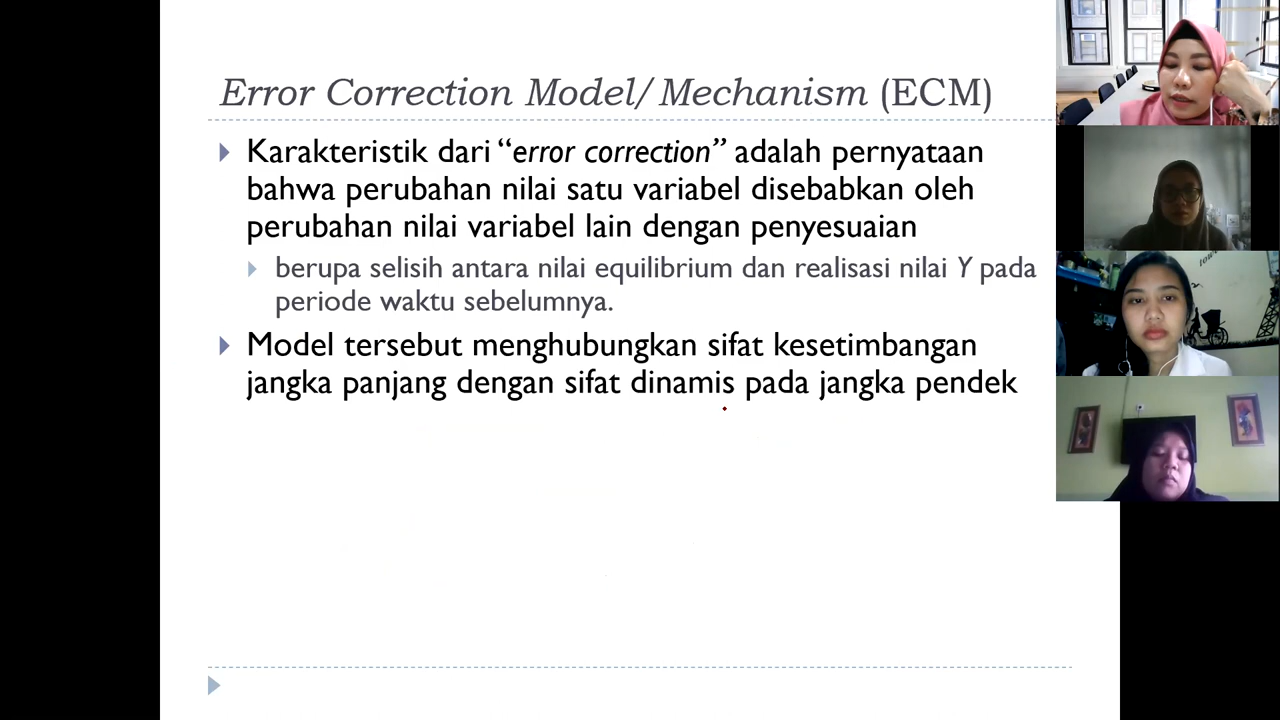 Error Correction Model/Mechanism (ECM)
Karakteristik dari “error correction” adalah pernyataan
bahwa perubahan nilai satu variabel disebabkan oleh
perubahan nilai variabel lain dengan penyesuaian
berupa selisih antara nilai equilibrium dan realisasi nilai Y pada
periode waktu sebelumnya.
Model tersebut menghubungkan sifat kesetimbangan
jangka panjang dengan sifat dinamis pada jangka pendek